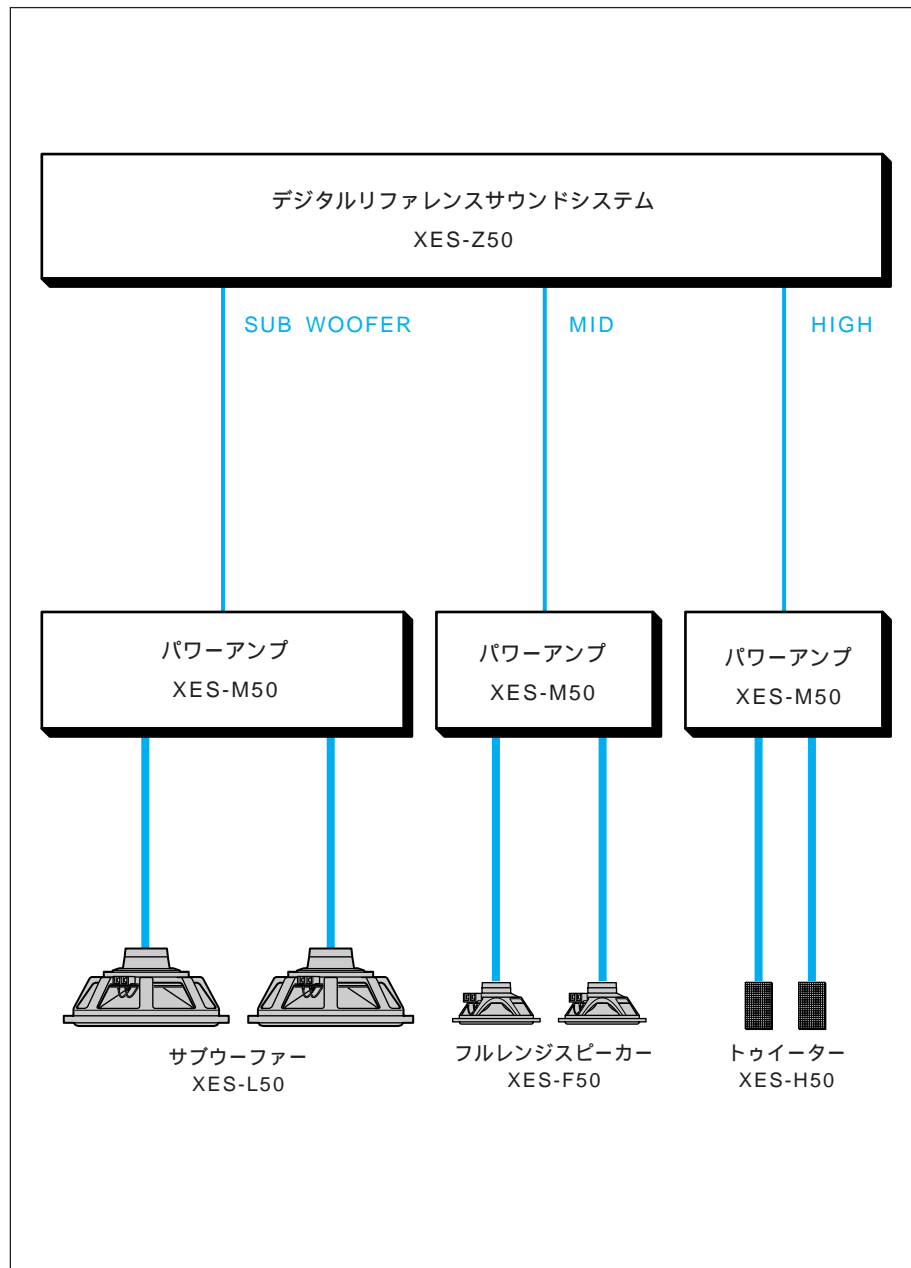 デジタルリファレンスサウンドシステム
XES-Z50
SUB WOOFER
MID
HIGH
パワーアンプ
XES-M50
パワーアンプ
XES-M50
パワーアンプ
XES-M50
サブウーファー
XES-L50
フルレンジスピーカー
XES-F50
トゥイーター
XES-H50